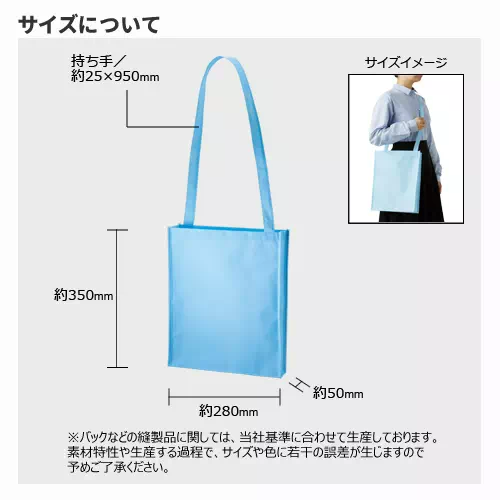 サイズについて
持ち手／
約25×950mm
サイズイメージ
約350mm
約50mm
約280mm
※バックなどの縫製品に関しては、当社基準に合わせて生産しております。
素材特性や生産する過程で、サイズや色に若干の誤差が生じますので
予めご了承ください。